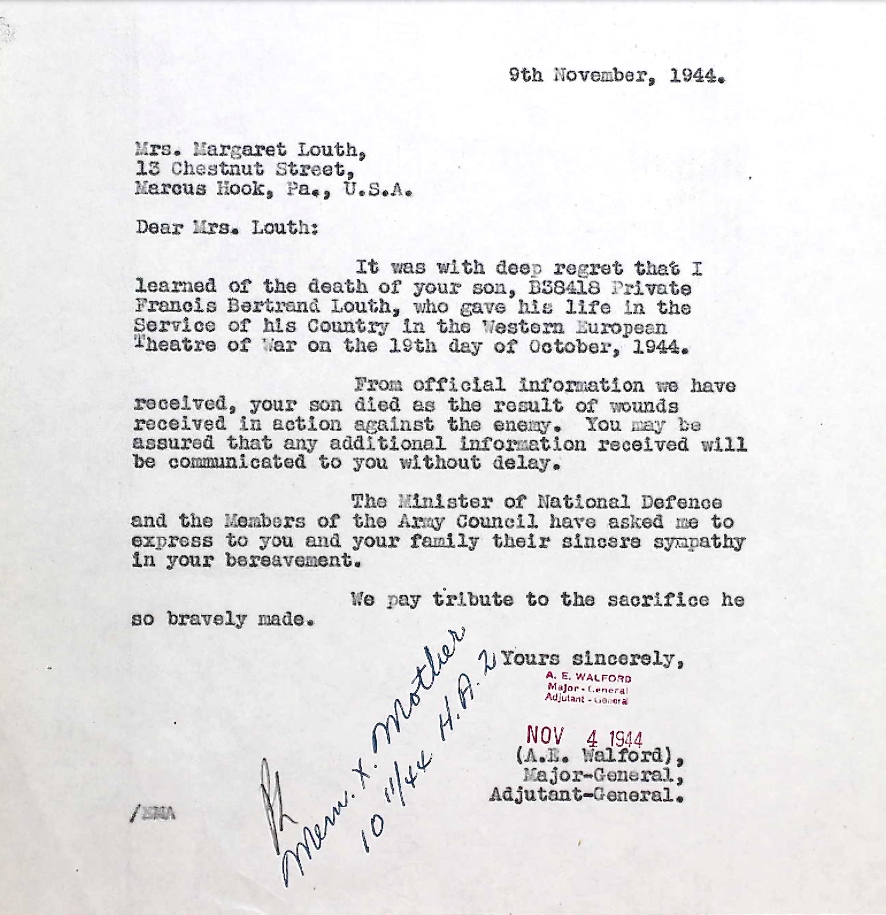 9th November, 1944.
Mrs. Margaret Louth,
13 Chestnut Street,
Marcus Hook, Pa., U.S.A.
Dear Mrs. Louth:
It was with deep regret that I
learned of the death of your son, B38418 Private
Francis Bertrand Louth, who gave his life in the
Service of his Country in the Western European
Theatre of War on the 19th day of October, 1944.
From official information we have
received, your son died as the result of wounds
received in action against the enemy. You may be
assured that any additional information received will
be communicated to you without delay.
The Minister of National Defence
and the Members of the Army Council have asked me to
express to you and your family their sincere sympathy
in your bereavement.
We pay tribute to the sacrifice he
so bravely made.
Yours sincerely,
A. E. WALFORD
Major-General
Adjutant-General
NOV 4 1944
(A.E. Walford),
Major-General,
Adjutant-General.
Mem. X. Mother
10 11/44 H.A. 2